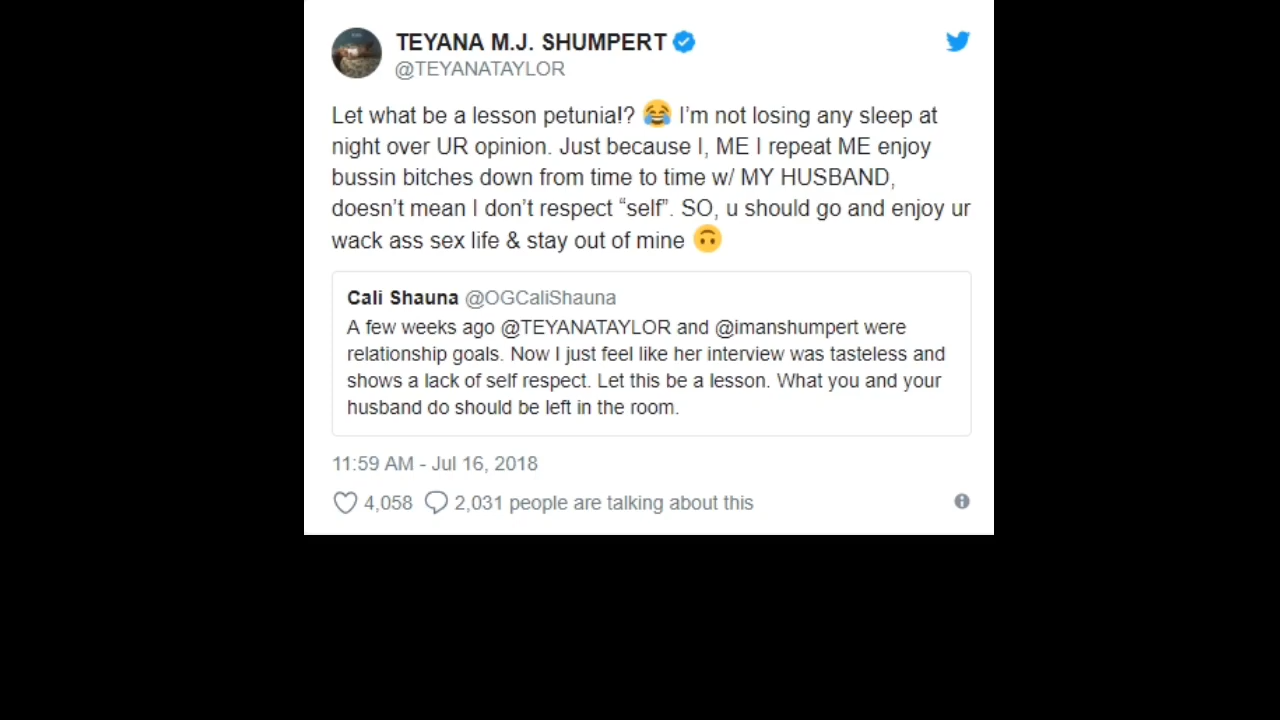 TEYANA M.J. SHUMPERT
@TEYANATAYLOR
Let what be a lesson petunia!? 😂 I'm not losing any sleep at
night over UR opinion. Just because I, ME I repeat ME enjoy
bussin bitches down from time to time w/ MY HUSBAND,
doesn't mean I don't respect “self”. SO, u should go and enjoy ur
wack ass sex life & stay out of mine 🙃
Cali Shauna @OGCaliShauna
A few weeks ago @TEYANATAYLOR and @imanshumpert were
relationship goals. Now I just feel like her interview was tasteless and
shows a lack of self respect. Let this be a lesson. What you and your
husband do should be left in the room.
11:59 AM - Jul 16, 2018
4,058 2,031 people are talking about this